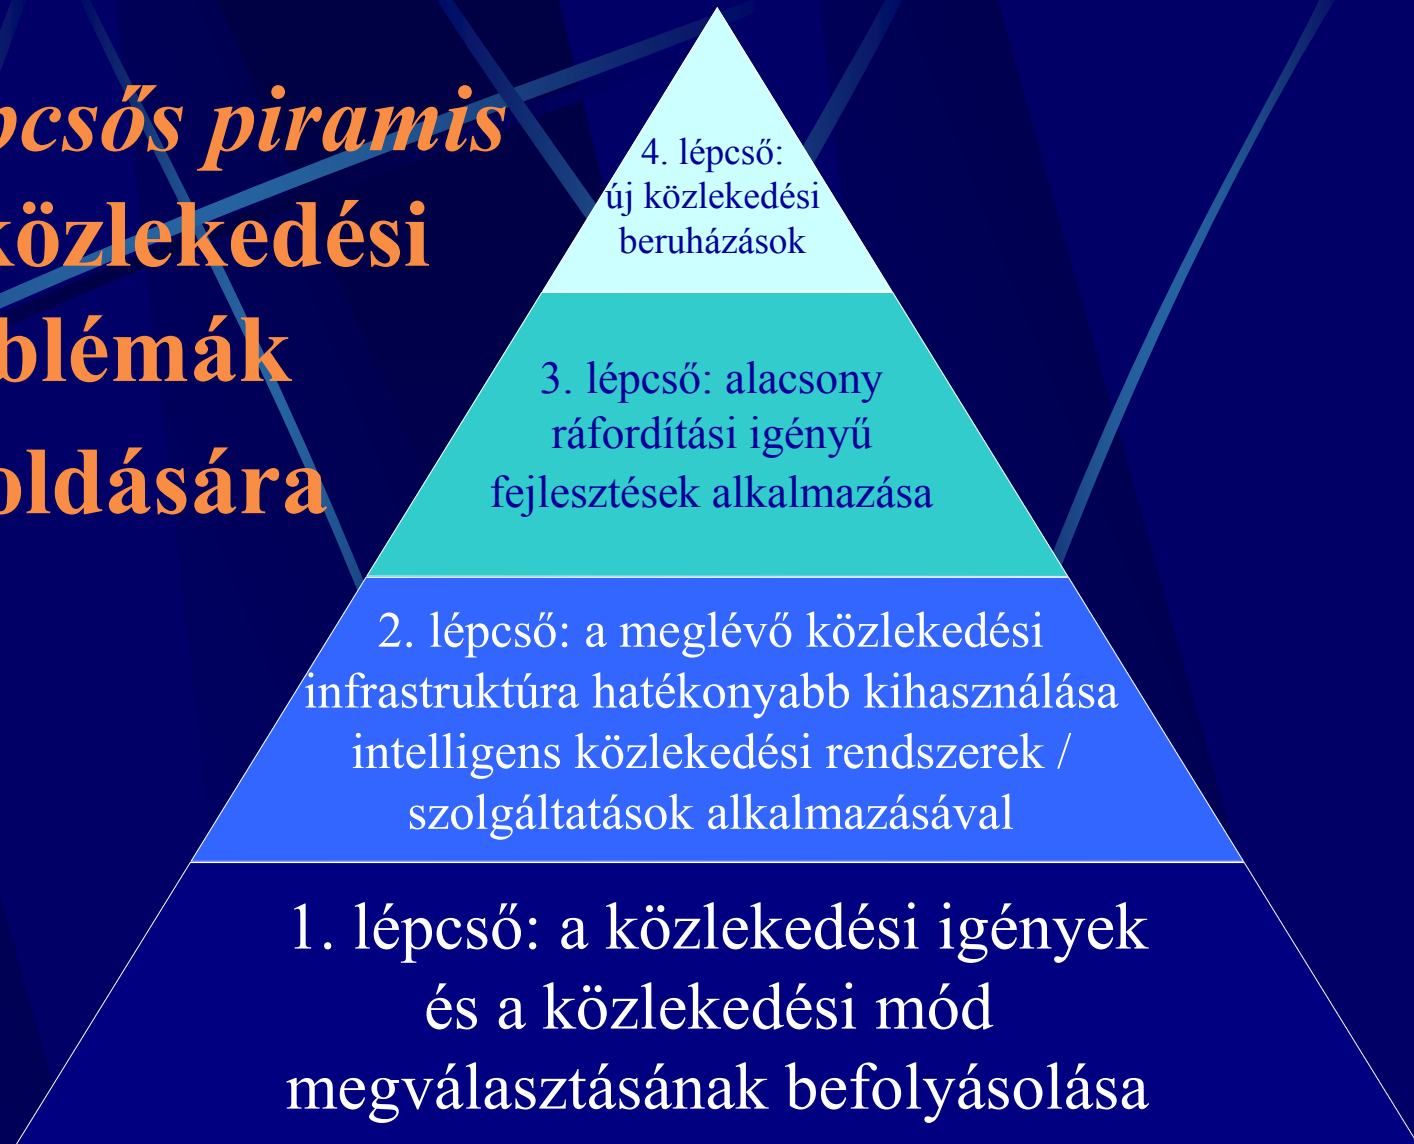 pcsős piramis
közlekedési
blémák
oldására
4. lépcső:
új közlekedési
beruházások
3. lépcső: alacsony
ráfordítási igényű
fejlesztések alkalmazása
2. lépcső: a meglévő közlekedési
infrastruktúra hatékonyabb kihasználása
intelligens közlekedési rendszerek /
szolgáltatások alkalmazásával
1. lépcső: a közlekedési igények
és a közlekedési mód
megválasztásának befolyásolása